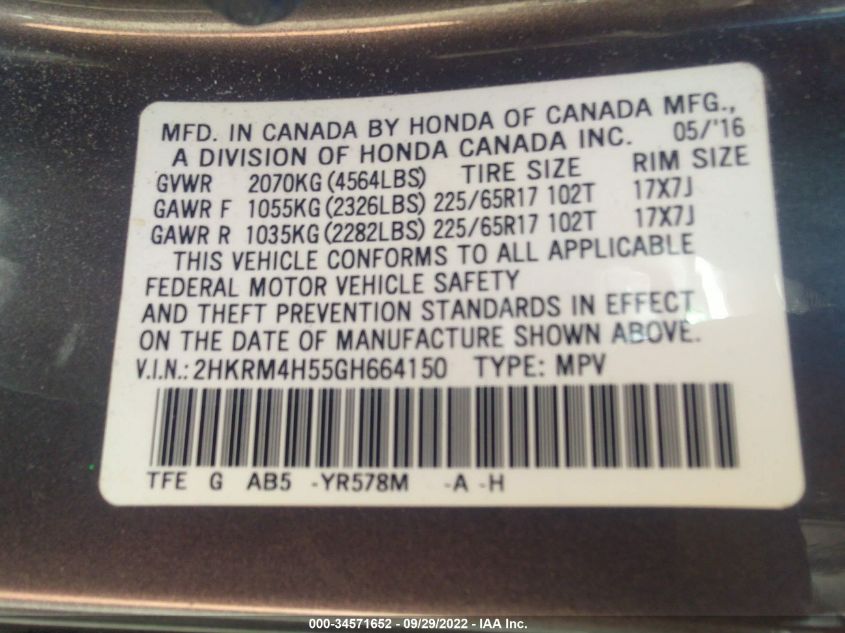 MFD. IN CANADA BY HONDA OF CANADA MFG.,
A DIVISION OF HONDA CANADA INC. 05/'16
GVWR 2070KG (4564LBS) TIRE SIZE RIM SIZE
GAWR F 1055KG (2326LBS) 225/65R17 102T 17X7J
GAWR R 1035KG (2282LBS) 225/65R17 102T 17X7J
THIS VEHICLE CONFORMS TO ALL APPLICABLE
FEDERAL MOTOR VEHICLE SAFETY
AND THEFT PREVENTION STANDARDS IN EFFECT
ON THE DATE OF MANUFACTURE SHOWN ABOVE.
V.I.N.: 2HKRM4H55GH664150 TYPE: MPV
TFE G AB5 -YR578M -A -H
000-34571652 - 09/29/2022 - IAA Inc.